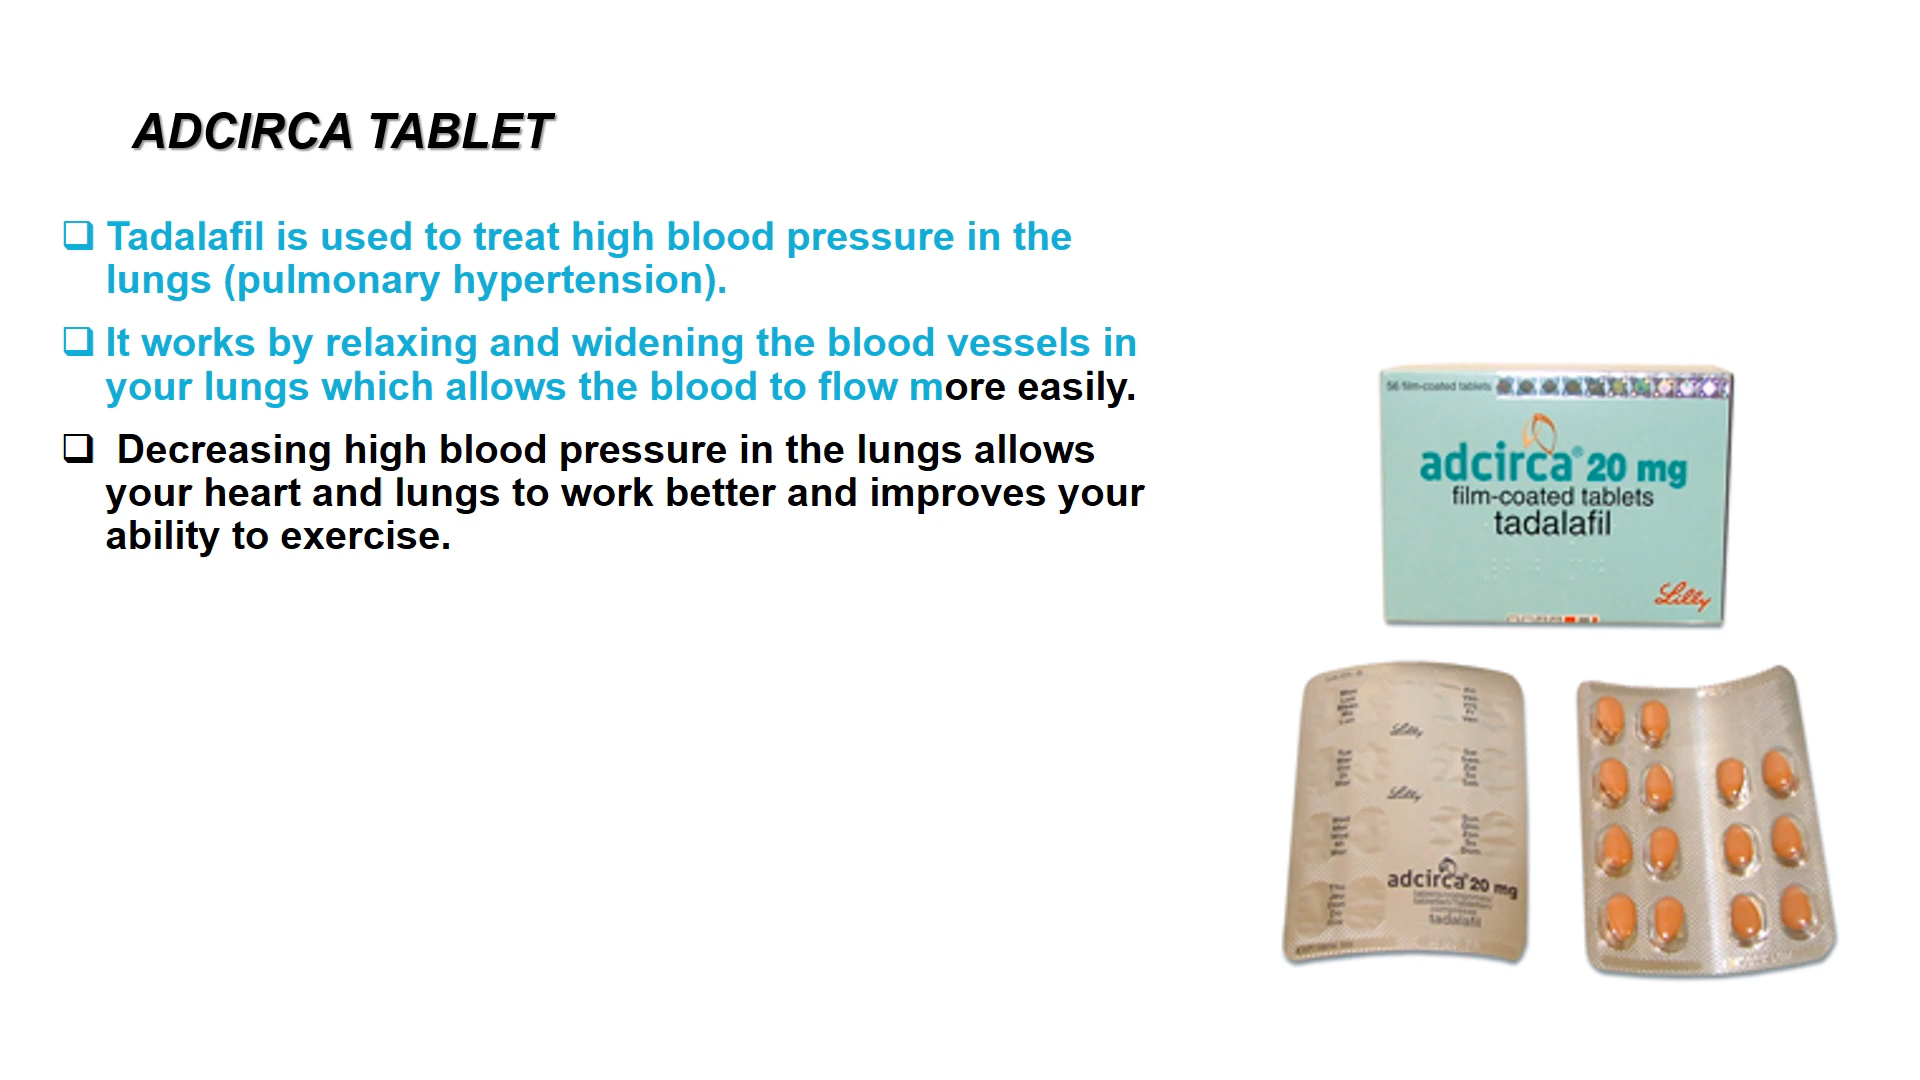 ADCIRCA TABLET
❑ Tadalafil is used to treat high blood pressure in the
lungs (pulmonary hypertension).
❑ It works by relaxing and widening the blood vessels in
your lungs which allows the blood to flow more easily.
❑ Decreasing high blood pressure in the lungs allows
your heart and lungs to work better and improves your
ability to exercise.
56 film-coated tablets
adcirca® 20 mg
film-coated tablets
tadalafil
Lilly
Lilly
Lilly
adcirca® 20 mg
tadalafil